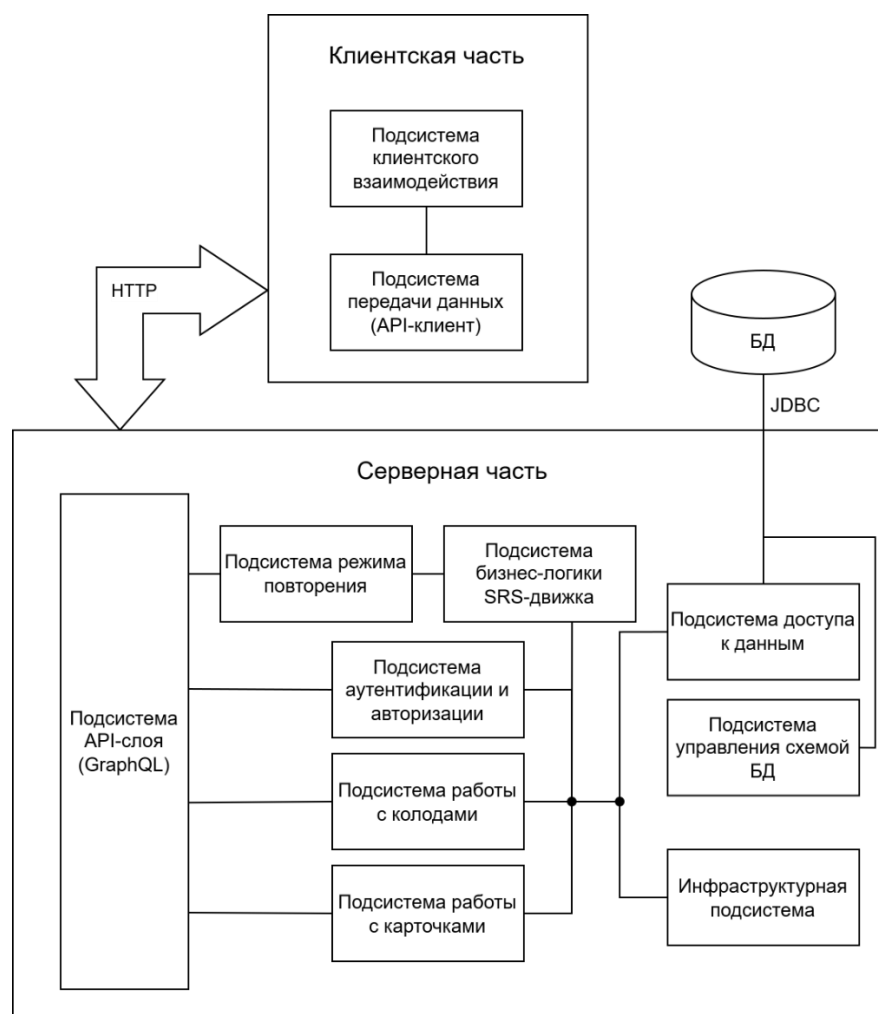 Клиентская часть
Подсистема
клиентского
взаимодействия
Подсистема
передачи данных
(API-клиент)
HTTP
БД
JDBC
Серверная часть
Подсистема
API-слоя
(GraphQL)
Подсистема режима
повторения
Подсистема
бизнес-логики
SRS-движка
Подсистема
аутентификации и
авторизации
Подсистема работы
с колодами
Подсистема работы
с карточками
Подсистема доступа
к данным
Подсистема
управления схемой
БД
Инфраструктурная
подсистема